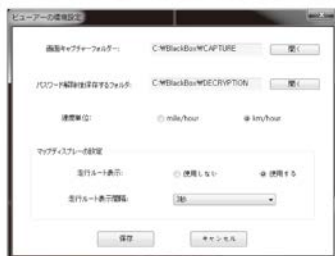 ビューアーの環境設定
画面キャプチャーフォルダー: C:₩BlackBox₩CAPTURE 開く
パスワード解除後保存するフォルダ: C:₩BlackBox₩DECRYPTION 開く
速度単位: mile/hour km/hour
マップディスプレーの設定
走行ルート表示: 使用しない 使用する
走行ルート表示間隔: 3秒
保存 キャンセル